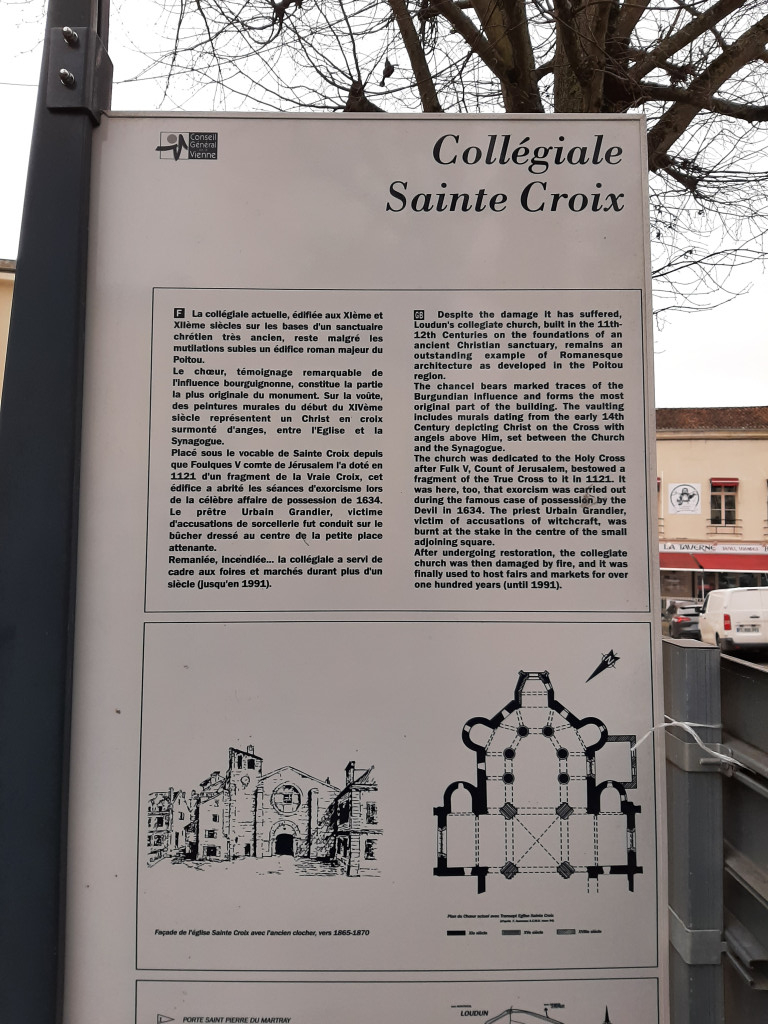 Conseil
Général
Vienne
Collégiale
Sainte Croix
F La collégiale actuelle, édifiée aux XIème et
XIIème siècles sur les bases d'un sanctuaire
chrétien très ancien, reste malgré les
mutilations subies un édifice roman majeur du
Poitou.
Le chœur, témoignage remarquable de
l'influence bourguignonne, constitue la partie
la plus originale du monument. Sur la voûte,
des peintures murales du début du XIVème
siècle représentent un Christ en croix
surmonté d'anges, entre l'Eglise et la
Synagogue.
Placé sous le vocable de Sainte Croix depuis
que Foulques V comte de Jérusalem l'a doté en
1121 d'un fragment de la Vraie Croix, cet
édifice a abrité les séances d'exorcisme lors
de la célèbre affaire de possession de 1634.
Le prêtre Urbain Grandier, victime
d'accusations de sorcellerie fut conduit sur le
bûcher dressé au centre de la petite place
attenante.
Remaniée, incendiée... la collégiale a servi de
cadre aux foires et marchés durant plus d'un
siècle (jusqu'en 1991).
GB Despite the damage it has suffered,
Loudun's collegiate church, built in the 11th-
12th Centuries on the foundations of an
ancient Christian sanctuary, remains an
outstanding example of Romanesque
architecture as developed in the Poitou
region.
The chancel bears marked traces of the
Burgundian influence and forms the most
original part of the building. The vaulting
includes murals dating from the early 14th
Century depicting Christ on the Cross with
angels above Him, set between the Church
and the Synagogue.
The church was dedicated to the Holy Cross
after Fulk V, Count of Jerusalem, bestowed a
fragment of the True Cross to it in 1121. It
was here, too, that exorcism was carried out
during the famous case of possession by the
Devil in 1634. The priest Urbain Grandier,
victim of accusations of witchcraft, was
burnt at the stake in the centre of the small
adjoining square.
After undergoing restoration, the collegiate
church was then damaged by fire, and it was
finally used to host fairs and markets for over
one hundred years (until 1991).
LA TAVERNE
N
Façade de l'église Sainte Croix avec l'ancien clocher, vers 1865-1870
Plan du Chœur actuel avec Transept Eglise Sainte Croix
XIe siècle
XVe siècle
XVIIIe siècle
PORTE SAINT PIERRE DU MARTRAY
LOUDUN